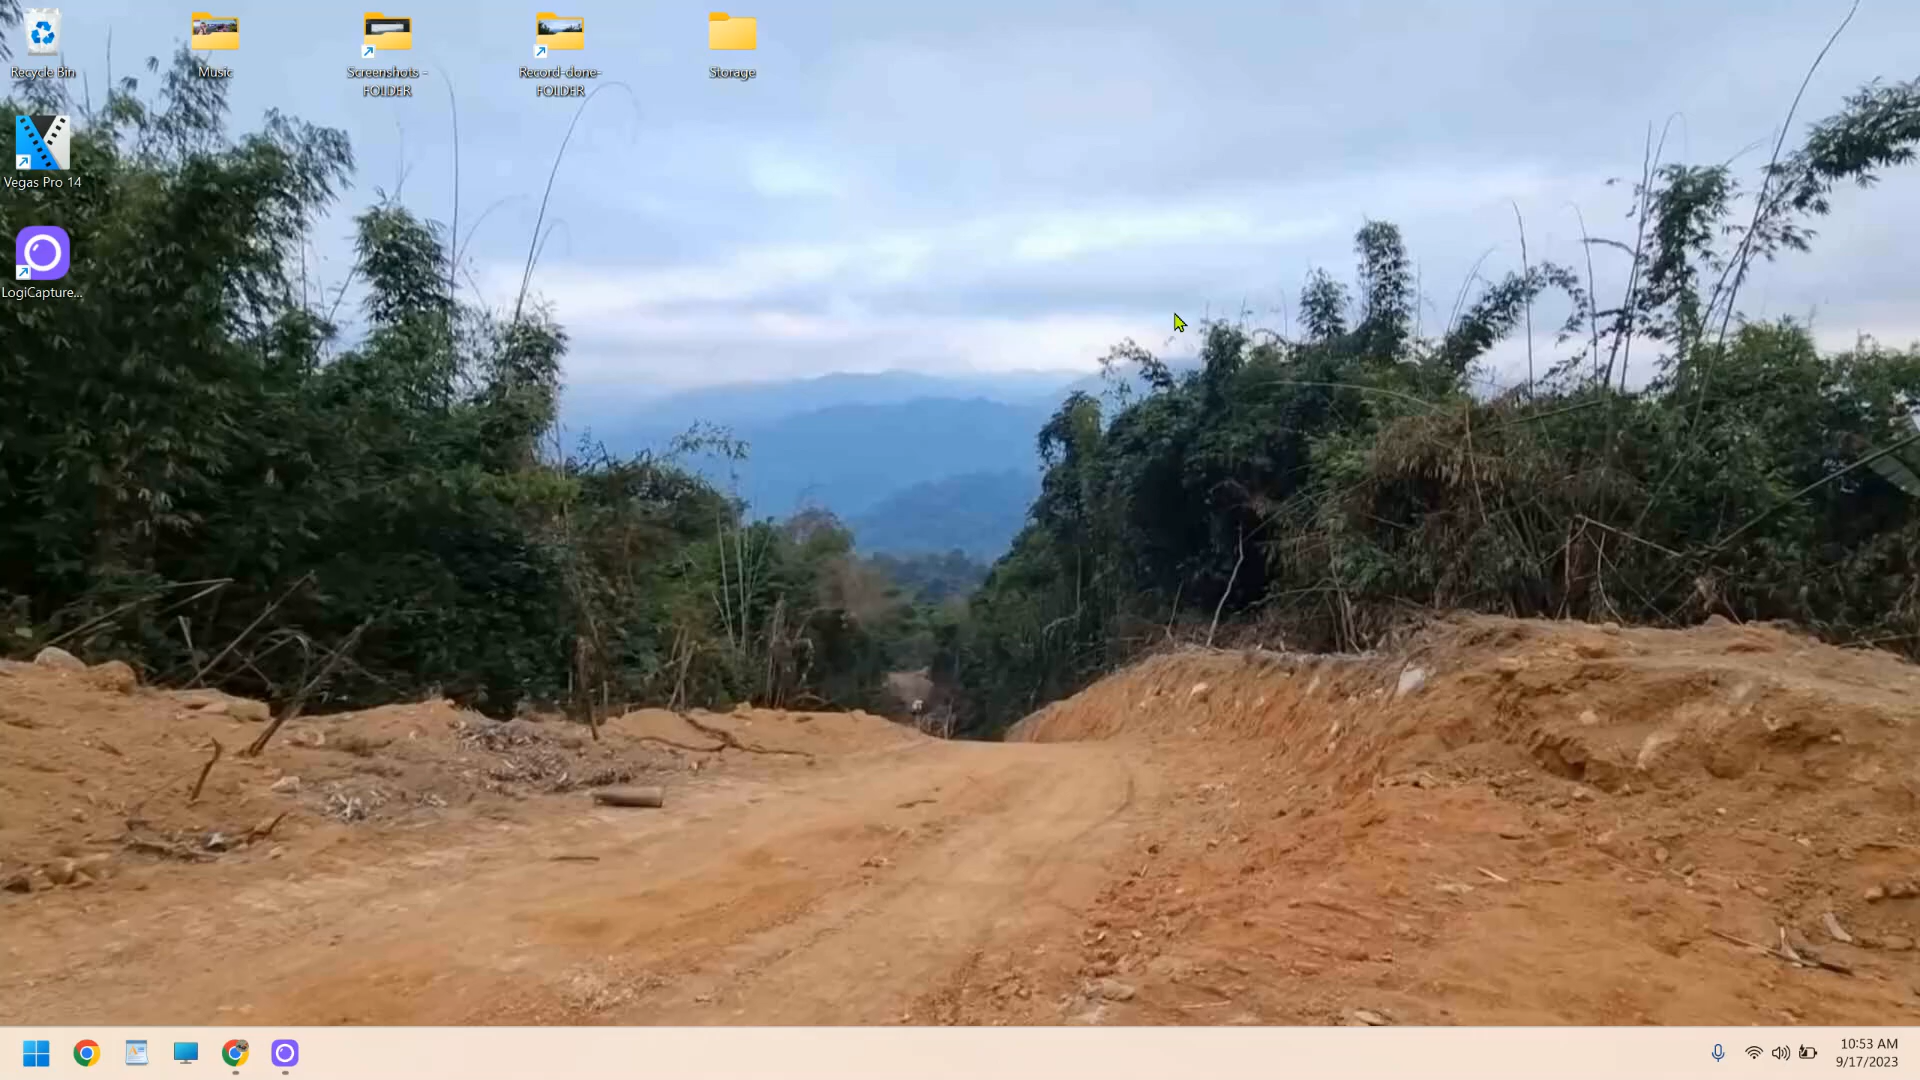 Recycle Bin
Music
Screenshots -
FOLDER
Record-done-
FOLDER
Storage
Vegas Pro 14
LogiCapture...
10:53 AM
9/17/2023